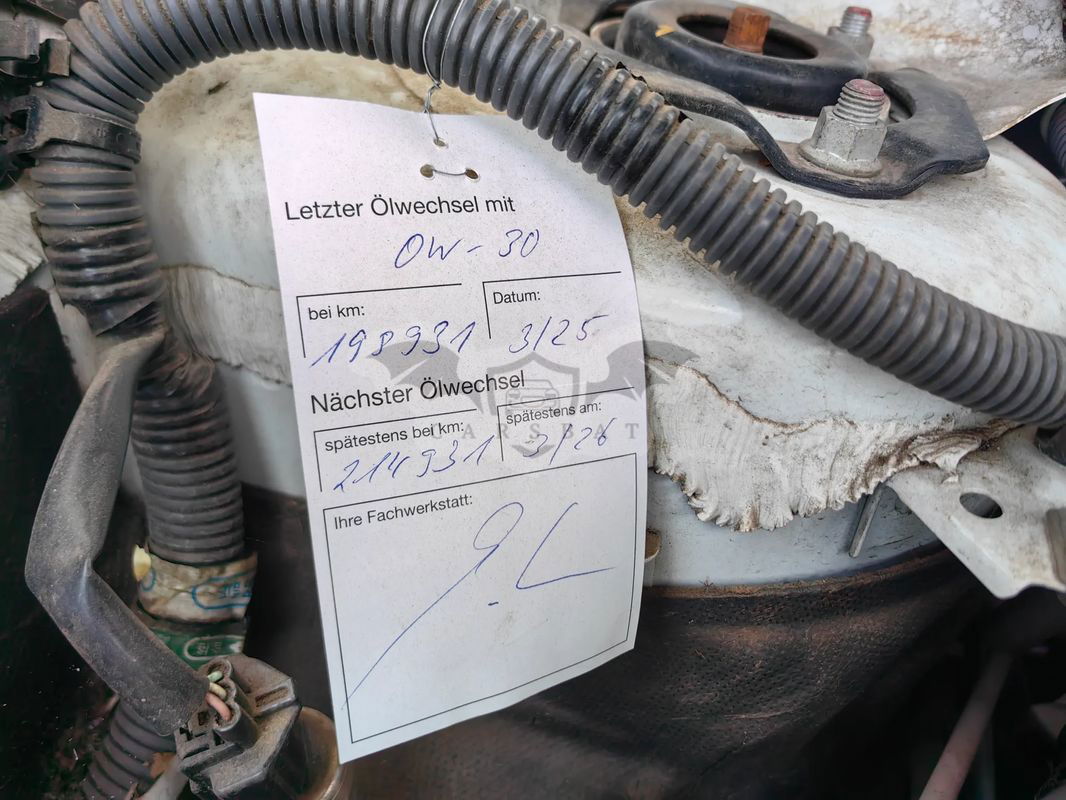 Letzter Ölwechsel mit
0W-30
bei km:
198931
Datum:
3/25
Nächster Ölwechsel
spätestens bei km:
214931
spätestens am:
3/26
CARSBAT
Ihre Fachwerkstatt: